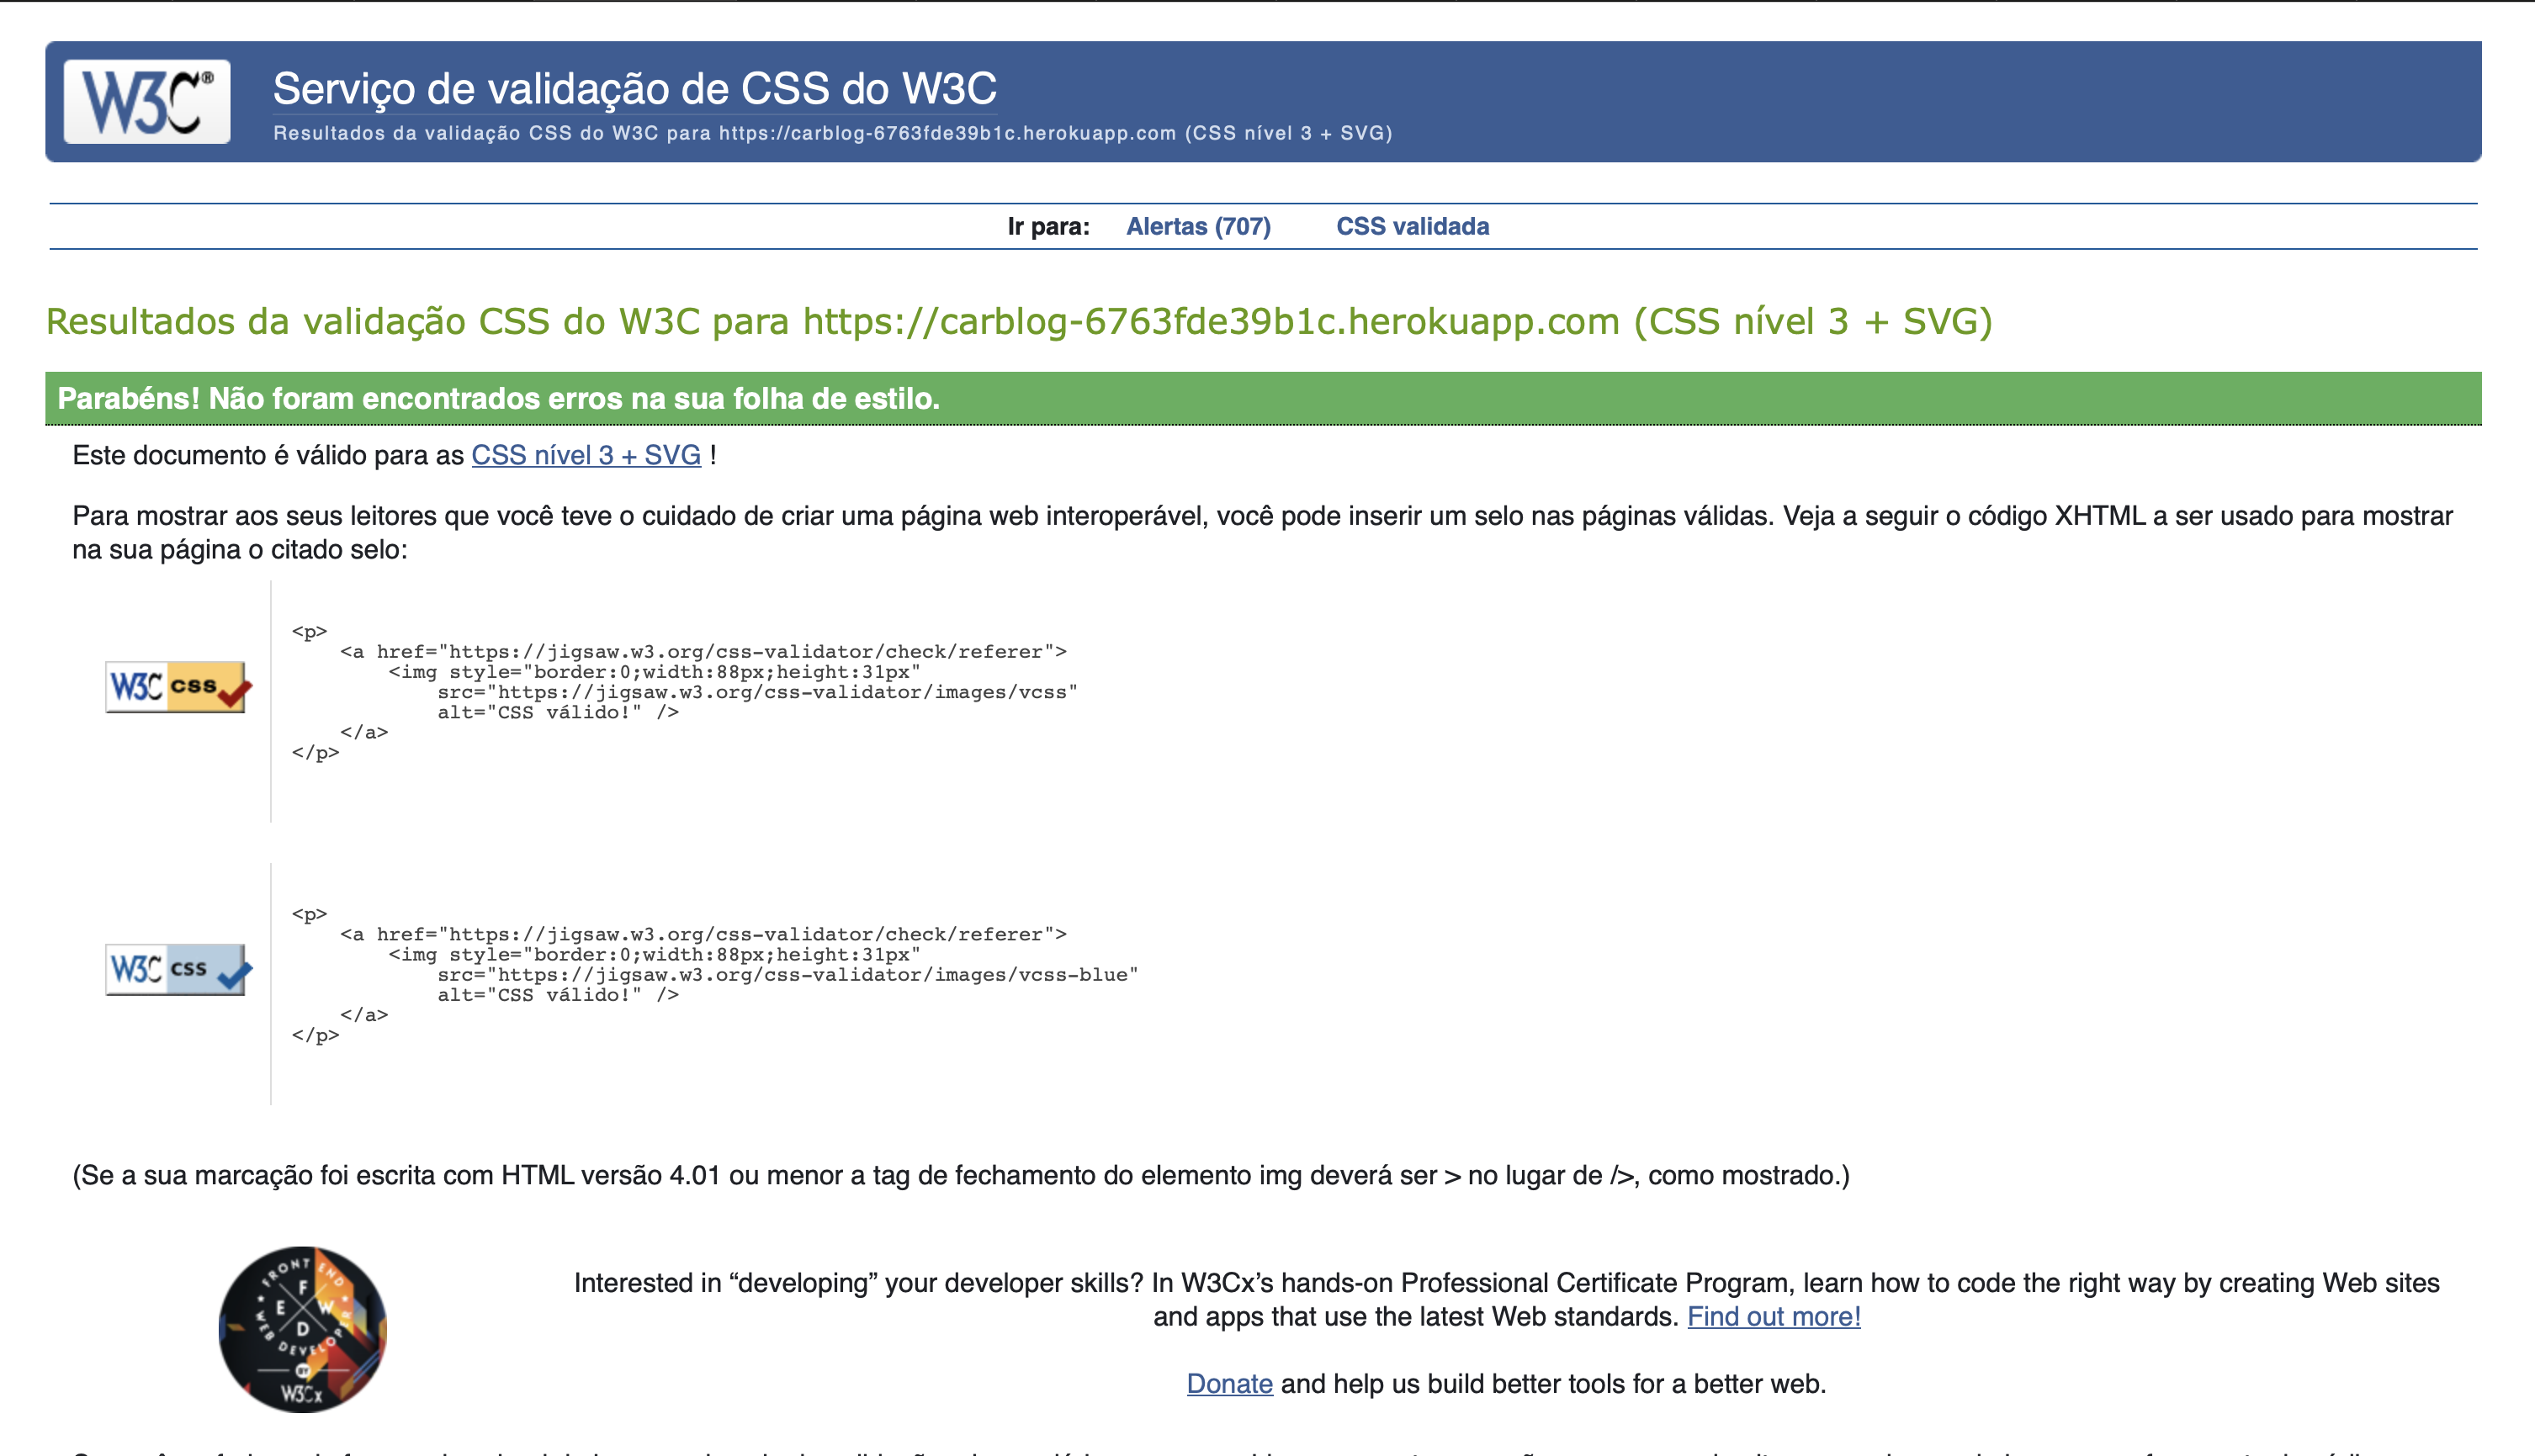 W3C®
Serviço de validação de CSS do W3C
Resultados da validação CSS do W3C para https://carblog-6763fde39b1c.herokuapp.com (CSS nível 3 + SVG)
Ir para: Alertas (707) CSS validada
Resultados da validação CSS do W3C para https://carblog-6763fde39b1c.herokuapp.com (CSS nível 3 + SVG)
Parabéns! Não foram encontrados erros na sua folha de estilo.
Este documento é válido para as CSS nível 3 + SVG !
Para mostrar aos seus leitores que você teve o cuidado de criar uma página web interoperável, você pode inserir um selo nas páginas válidas. Veja a seguir o código XHTML a ser usado para mostrar
na sua página o citado selo:
W3C css
<p>
    <a href="https://jigsaw.w3.org/css-validator/check/referer">
        <img style="border:0;width:88px;height:31px"
            src="https://jigsaw.w3.org/css-validator/images/vcss"
            alt="CSS válido!" />
    </a>
</p>
W3C css
<p>
    <a href="https://jigsaw.w3.org/css-validator/check/referer">
        <img style="border:0;width:88px;height:31px"
            src="https://jigsaw.w3.org/css-validator/images/vcss-blue"
            alt="CSS válido!" />
    </a>
</p>
(Se a sua marcação foi escrita com HTML versão 4.01 ou menor a tag de fechamento do elemento img deverá ser > no lugar de />, como mostrado.)
FRONT END
F
E W
D
WEB DEVELOPER
BY
W3Cx
Interested in “developing” your developer skills? In W3Cx’s hands-on Professional Certificate Program, learn how to code the right way by creating Web sites
and apps that use the latest Web standards. Find out more!
Donate and help us build better tools for a better web.